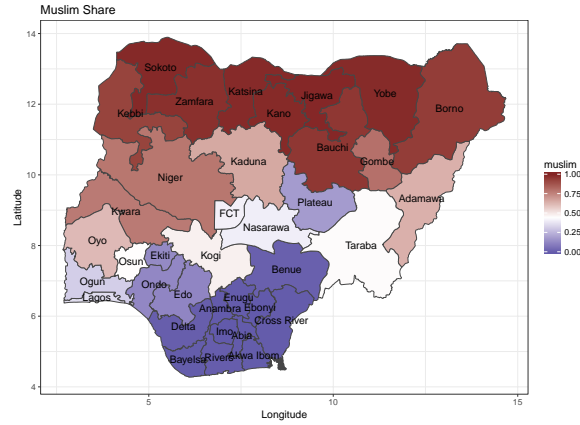 Muslim Share
14
12
10
8
6
4
Latitude
Sokoto
Katsina
Jigawa
Yobe
Zamfara
Kano
Borno
Kebbi
Bauchi
Kaduna
Gombe
Niger
Adamawa
Plateau
Kwara
FCT
Nasarawa
Oyo
Taraba
Osun
Ekiti
Kogi
Benue
Ogun
Ondo
Edo
Lagos
Enugu
Anambra
Ebonyi
Cross River
Delta
Imo
Abia
Bayelsa
Rivers
Akwa Ibom
5
10
15
Longitude
muslim
1.00
0.75
0.50
0.25
0.00